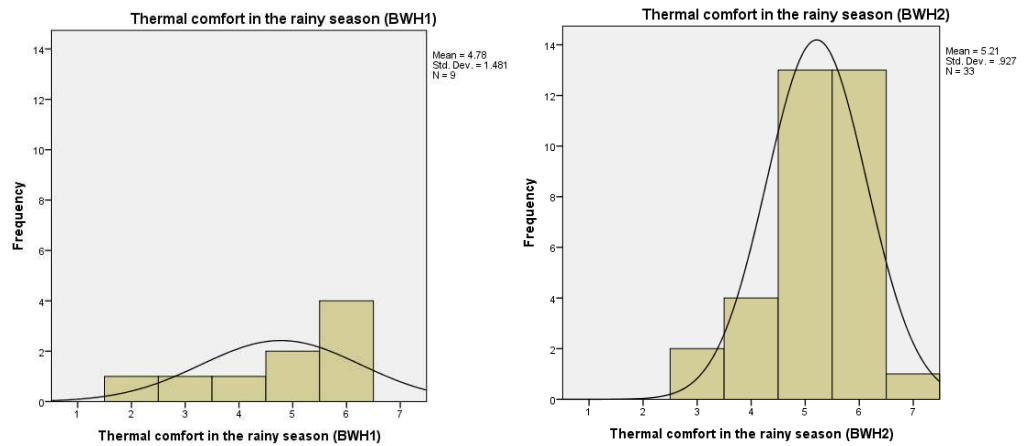 Thermal comfort in the rainy season (BWH1)
Mean = 4.78
Std. Dev. = 1.481
N = 9
Frequency
14
12
10
8
6
4
2
0
1 2 3 4 5 6 7
Thermal comfort in the rainy season (BWH1)
Thermal comfort in the rainy season (BWH2)
Mean = 5.21
Std. Dev. = .927
N = 33
Frequency
14
12
10
8
6
4
2
0
1 2 3 4 5 6 7
Thermal comfort in the rainy season (BWH2)